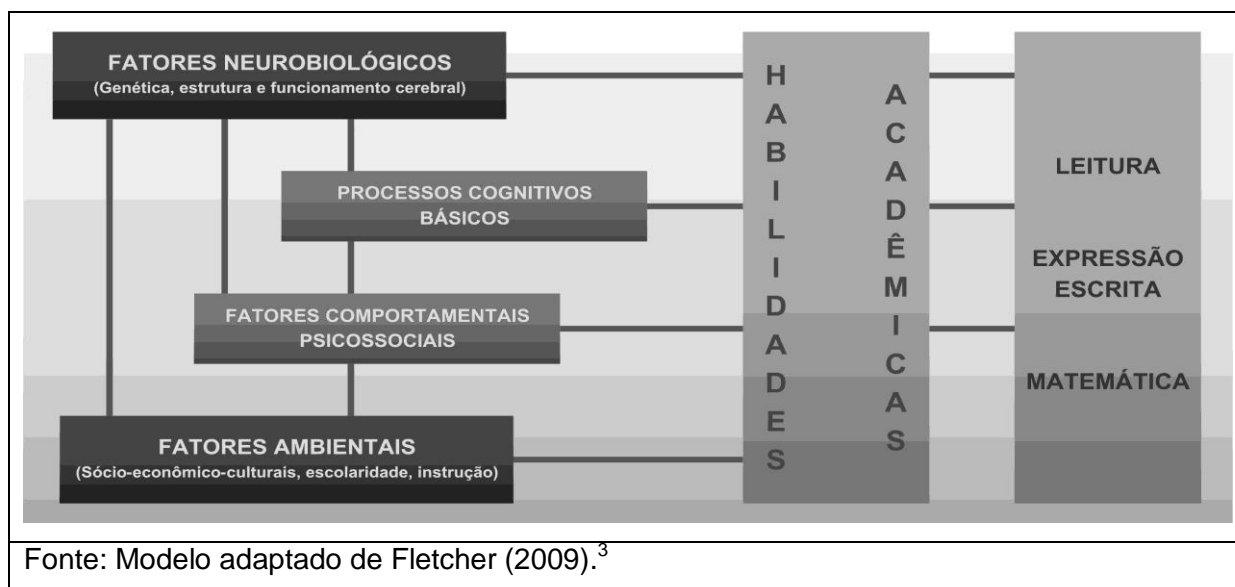 FATORES NEUROBIOLÓGICOS
(Genética, estrutura e funcionamento cerebral)
PROCESSOS COGNITIVOS
BÁSICOS
FATORES COMPORTAMENTAIS
PSICOSSOCIAIS
FATORES AMBIENTAIS
(Sócio-econômico-culturais, escolaridade, instrução)
HABILIDADES
ACADÊMICAS
LEITURA
EXPRESSÃO
ESCRITA
MATEMÁTICA
Fonte: Modelo adaptado de Fletcher (2009).³